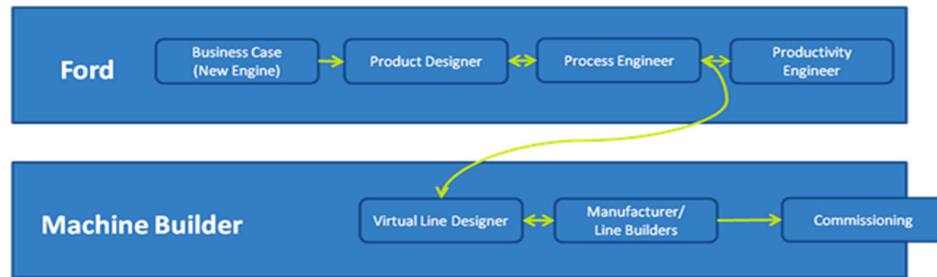 Ford
Business Case
(New Engine)
Product Designer
Process Engineer
Productivity
Engineer
Machine Builder
Virtual Line Designer
Manufacturer/
Line Builders
Commissioning